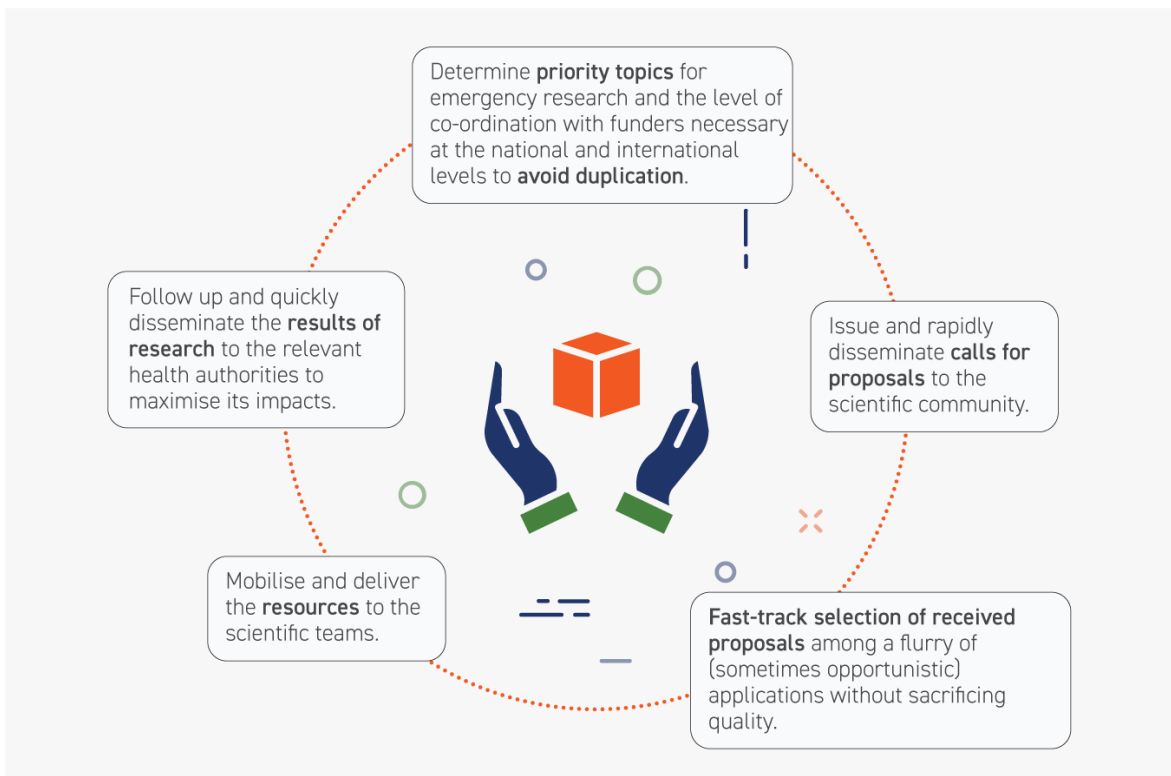 Determine priority topics for
emergency research and the level of
co-ordination with funders necessary
at the national and international
levels to avoid duplication.
Issue and rapidly
disseminate calls for
proposals to the
scientific community.
Fast-track selection of received
proposals among a flurry of
(sometimes opportunistic)
applications without sacrificing
quality.
Mobilise and deliver
the resources to the
scientific teams.
Follow up and quickly
disseminate the results of
research to the relevant
health authorities to
maximise its impacts.